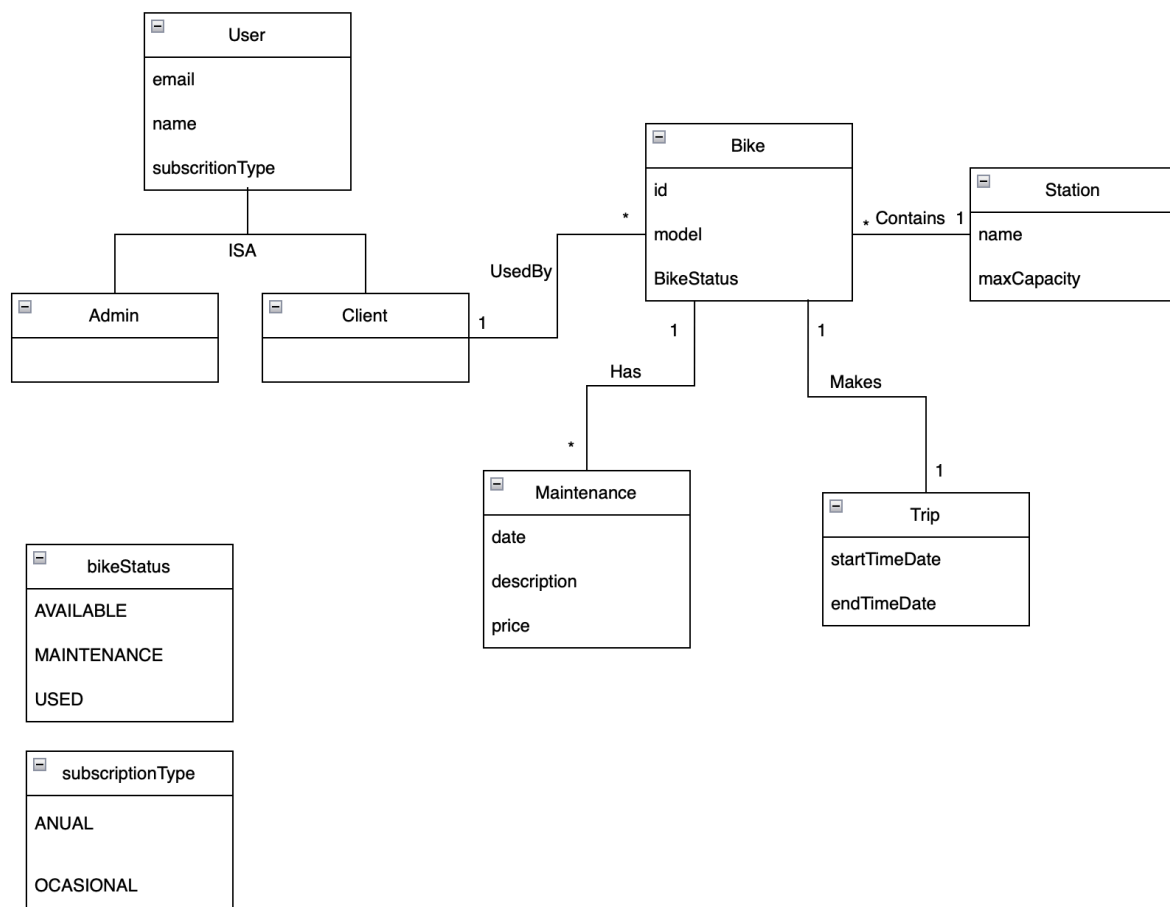 User
email
name
subscritionType
ISA
Admin
Client
1
UsedBy
*
Bike
id
model
BikeStatus
* Contains 1
Station
name
maxCapacity
1
Has
*
Maintenance
date
description
price
1
Makes
1
Trip
startTimeDate
endTimeDate
bikeStatus
AVAILABLE
MAINTENANCE
USED
subscriptionType
ANUAL
OCASIONAL